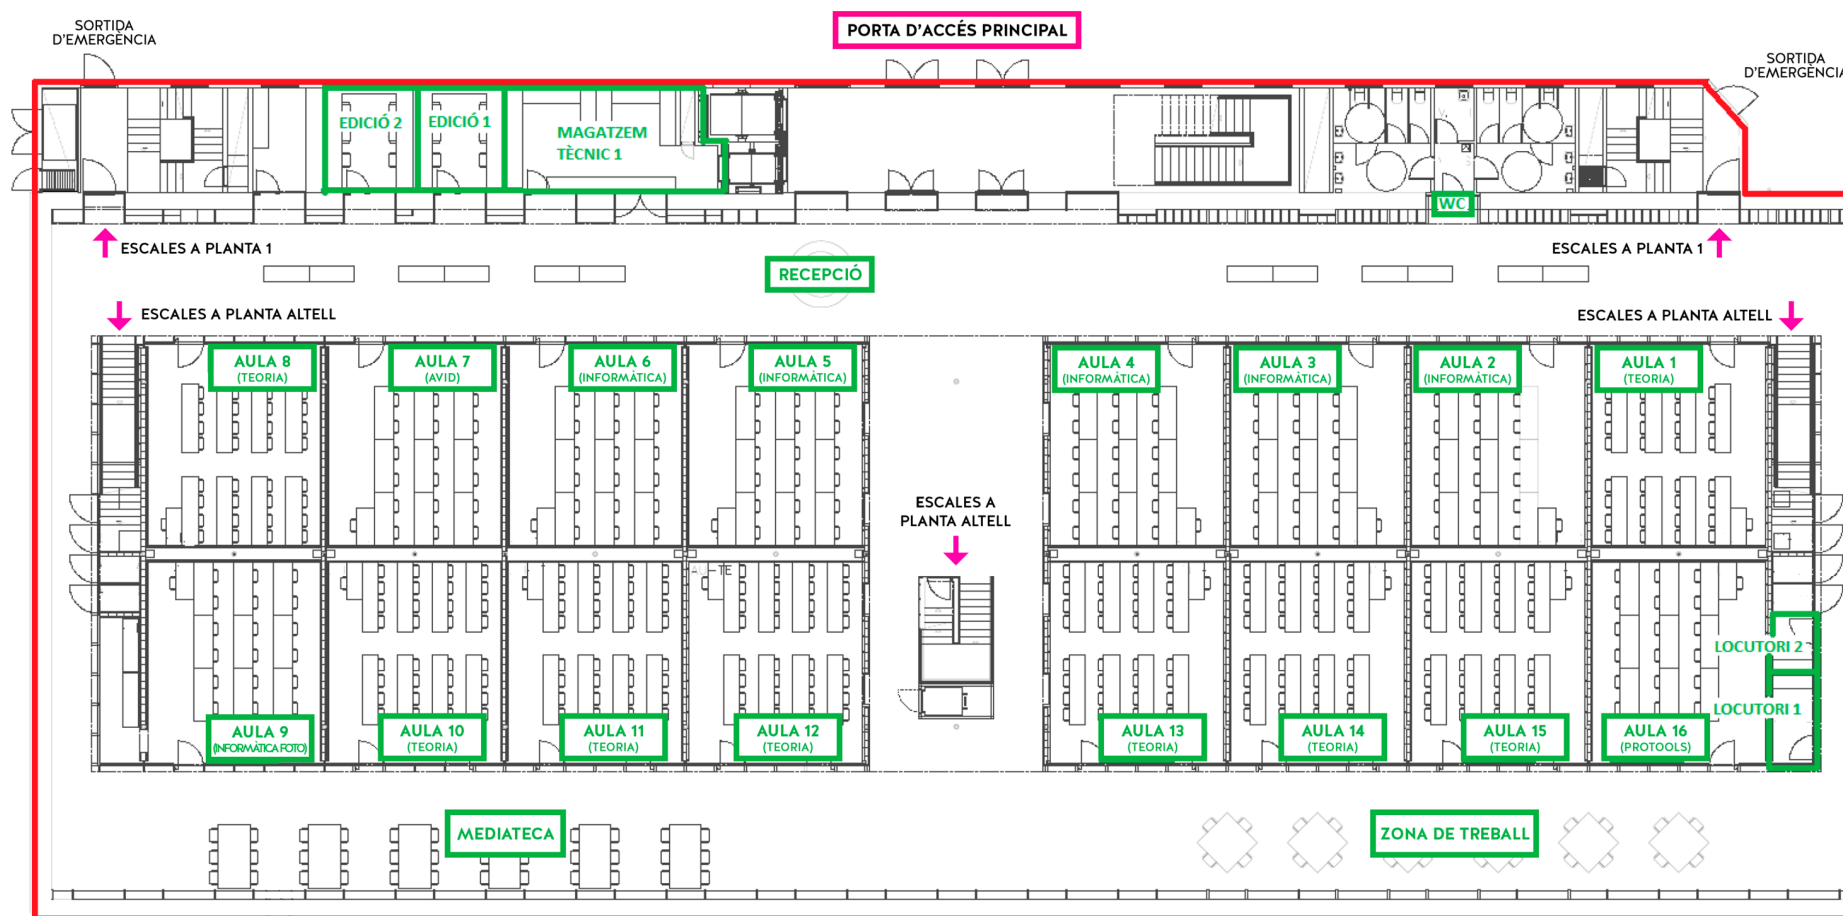 SORTIDA
D'EMERGÈNCIA
PORTA D'ACCÉS PRINCIPAL
SORTIDA
D'EMERGÈNCIA
EDICIÓ 2
EDICIÓ 1
MAGATZEM
TÈCNIC 1
WC
ESCALES A PLANTA 1
ESCALES A PLANTA 1
RECEPCIÓ
ESCALES A PLANTA ALTELL
ESCALES A PLANTA ALTELL
AULA 8
(TEORIA)
AULA 7
(AVID)
AULA 6
(INFORMÀTICA)
AULA 5
(INFORMÀTICA)
AULA 4
(INFORMÀTICA)
AULA 3
(INFORMÀTICA)
AULA 2
(INFORMÀTICA)
AULA 1
(TEORIA)
ESCALES A
PLANTA ALTELL
LOCUTORI 2
LOCUTORI 1
AULA 9
(INFORMÀTICA FOTO)
AULA 10
(TEORIA)
AULA 11
(TEORIA)
AULA 12
(TEORIA)
AULA 13
(TEORIA)
AULA 14
(TEORIA)
AULA 15
(TEORIA)
AULA 16
(PROTOOLS)
MEDIATECA
ZONA DE TREBALL